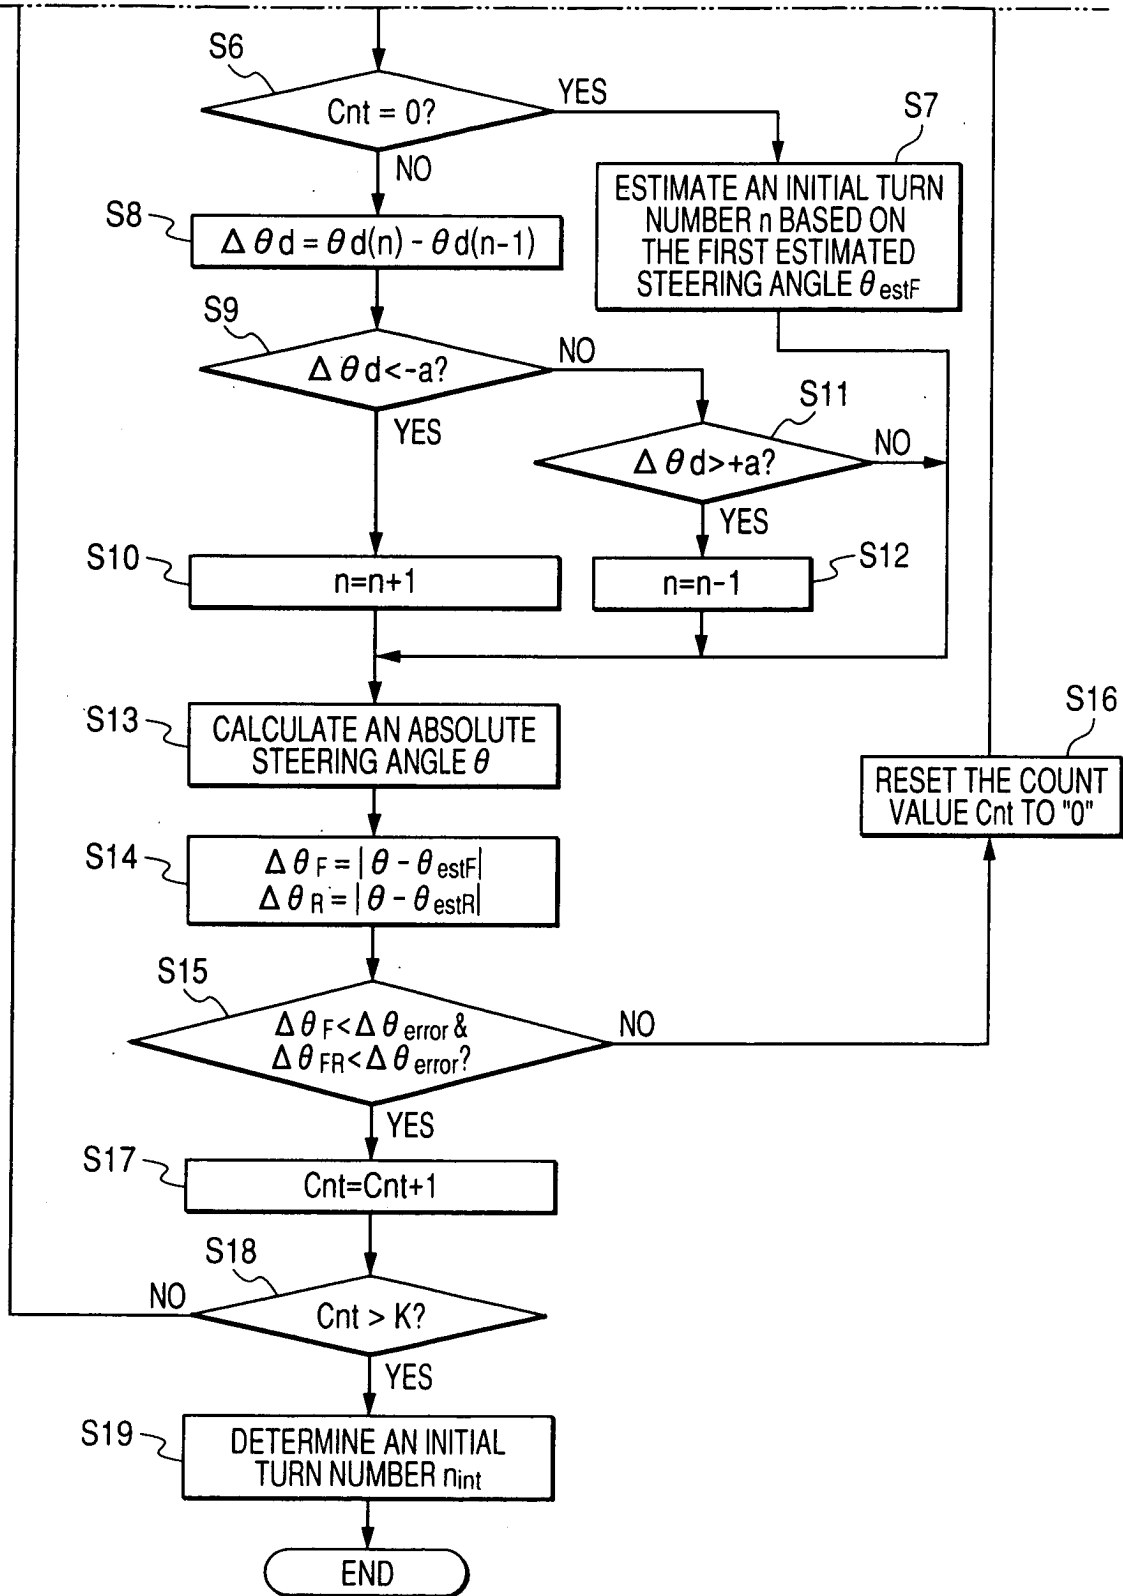 S6
Cnt = 0?
YES
NO
S7
ESTIMATE AN INITIAL TURN
NUMBER n BASED ON
THE FIRST ESTIMATED
STEERING ANGLE θestF
S8
Δθd = θd(n) - θd(n-1)
S9
Δθd<-a?
NO
YES
S11
Δθd>+a?
NO
YES
S10
n=n+1
S12
n=n-1
S13
CALCULATE AN ABSOLUTE
STEERING ANGLE θ
S16
RESET THE COUNT
VALUE Cnt TO "0"
S14
ΔθF = |θ - θestF|
ΔθR = |θ - θestR|
S15
ΔθF<Δθerror &
ΔθFR<Δθerror?
NO
YES
S17
Cnt=Cnt+1
S18
NO
Cnt > K?
YES
S19
DETERMINE AN INITIAL
TURN NUMBER nint
END